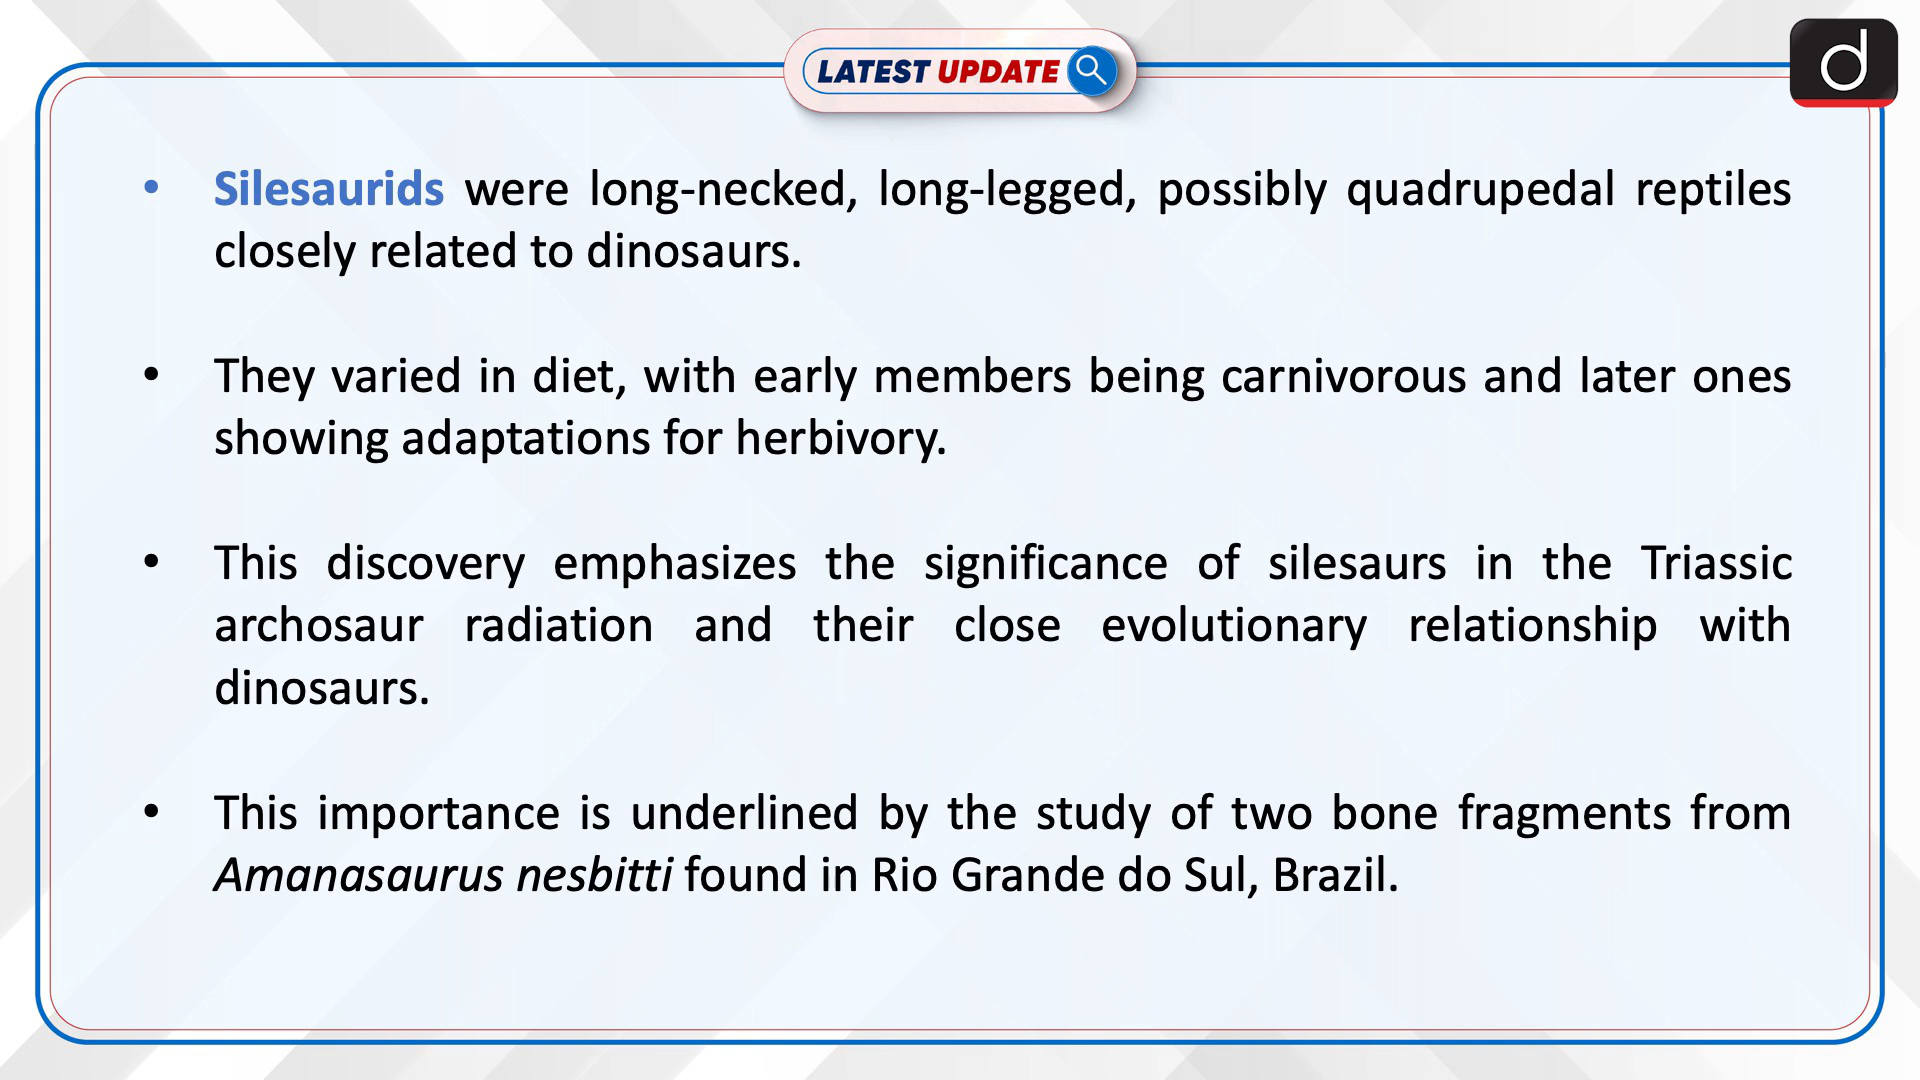 LATEST UPDATE
d
• Silesaurids were long-necked, long-legged, possibly quadrupedal reptiles
closely related to dinosaurs.
• They varied in diet, with early members being carnivorous and later ones
showing adaptations for herbivory.
• This discovery emphasizes the significance of silesaurs in the Triassic
archosaur radiation and their close evolutionary relationship with
dinosaurs.
• This importance is underlined by the study of two bone fragments from
Amanasaurus nesbitti found in Rio Grande do Sul, Brazil.